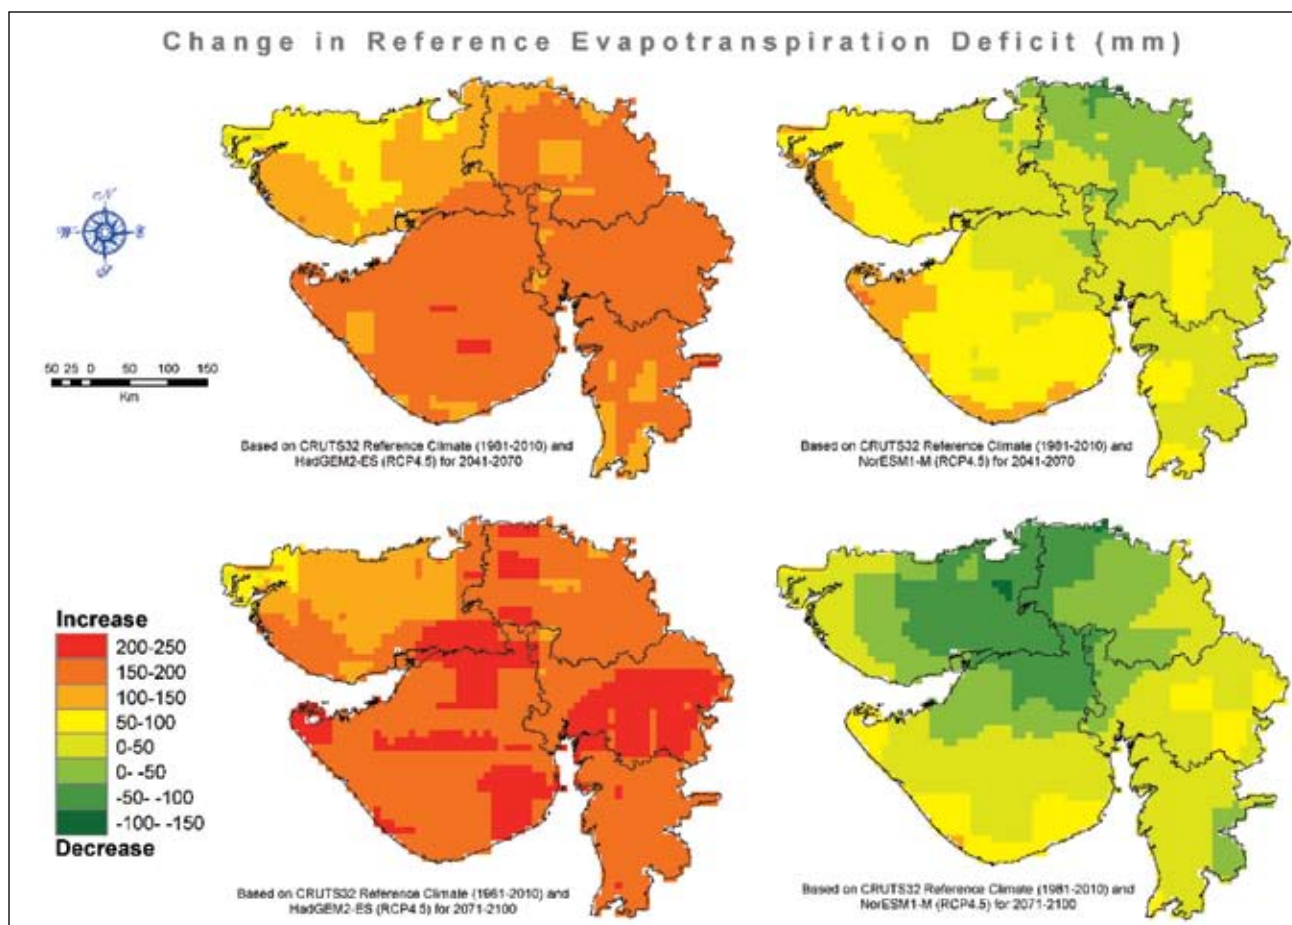 Change in Reference Evapotranspiration Deficit (mm)
N
W E
S
50 25 0 50 100 150
Km
Based on CRUTS32 Reference Climate (1981-2010) and
HadGEM2-ES (RCP4.5) for 2041-2070
Based on CRUTS32 Reference Climate (1981-2010) and
NorESM1-M (RCP4.5) for 2041-2070
Increase
200-250
150-200
100-150
50-100
0-50
0- -50
-50- -100
-100- -150
Decrease
Based on CRUTS32 Reference Climate (1961-2010) and
HadGEM2-ES (RCP4.5) for 2071-2100
Based on CRUTS32 Reference Climate (1981-2010) and
NorESM1-M (RCP4.5) for 2071-2100